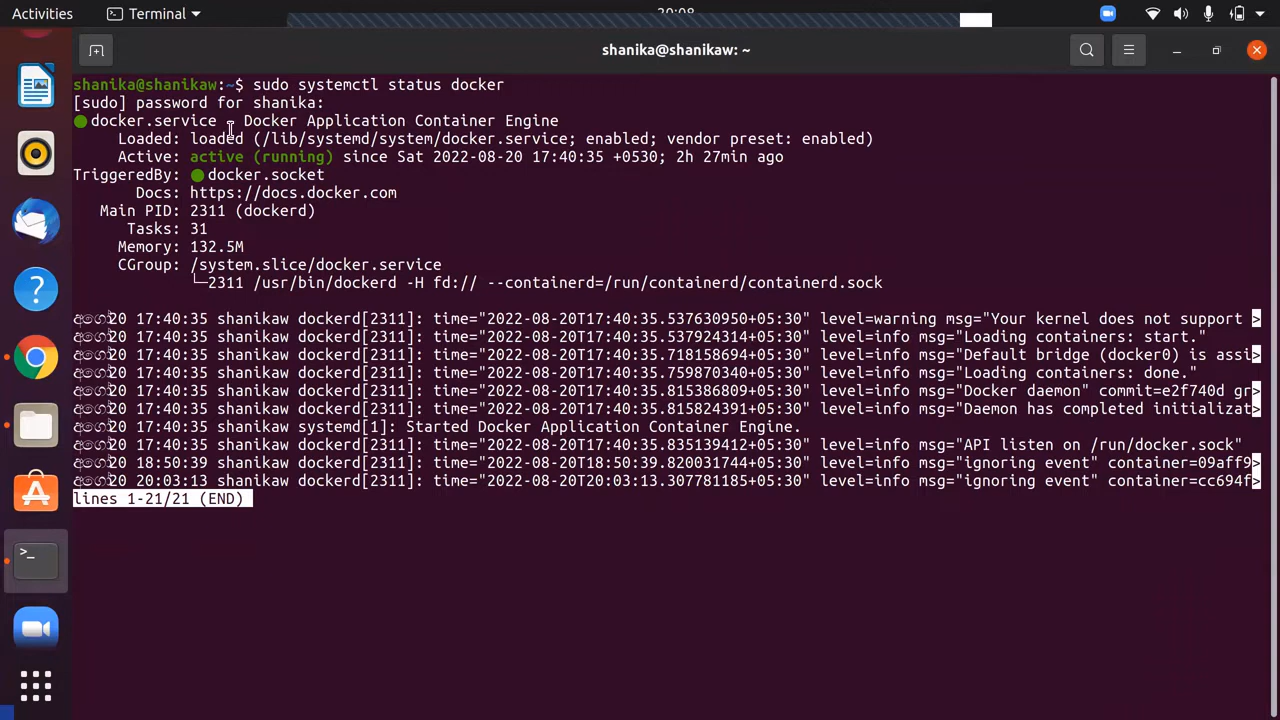 Activities
Terminal
20:08
shanika@shanikaw: ~
shanika@shanikaw:~$ sudo systemctl status docker
[sudo] password for shanika:
docker.service - Docker Application Container Engine
Loaded: loaded (/lib/systemd/system/docker.service; enabled; vendor preset: enabled)
Active: active (running) since Sat 2022-08-20 17:40:35 +0530; 2h 27min ago
TriggeredBy: docker.socket
Docs: https://docs.docker.com
Main PID: 2311 (dockerd)
Tasks: 31
Memory: 132.5M
CGroup: /system.slice/docker.service
└─2311 /usr/bin/dockerd -H fd:// --containerd=/run/containerd/containerd.sock
අගෝ 20 17:40:35 shanikaw dockerd[2311]: time="2022-08-20T17:40:35.537630950+05:30" level=warning msg="Your kernel does not support >
අගෝ 20 17:40:35 shanikaw dockerd[2311]: time="2022-08-20T17:40:35.537924314+05:30" level=info msg="Loading containers: start."
අගෝ 20 17:40:35 shanikaw dockerd[2311]: time="2022-08-20T17:40:35.718158694+05:30" level=info msg="Default bridge (docker0) is assi>
අගෝ 20 17:40:35 shanikaw dockerd[2311]: time="2022-08-20T17:40:35.759870340+05:30" level=info msg="Loading containers: done."
අගෝ 20 17:40:35 shanikaw dockerd[2311]: time="2022-08-20T17:40:35.815386809+05:30" level=info msg="Docker daemon" commit=e2f740d gr>
අගෝ 20 17:40:35 shanikaw dockerd[2311]: time="2022-08-20T17:40:35.815824391+05:30" level=info msg="Daemon has completed initializat>
අගෝ 20 17:40:35 shanikaw systemd[1]: Started Docker Application Container Engine.
අගෝ 20 17:40:35 shanikaw dockerd[2311]: time="2022-08-20T17:40:35.835139412+05:30" level=info msg="API listen on /run/docker.sock"
අගෝ 20 18:50:39 shanikaw dockerd[2311]: time="2022-08-20T18:50:39.820031744+05:30" level=info msg="ignoring event" container=09aff9>
අගෝ 20 20:03:13 shanikaw dockerd[2311]: time="2022-08-20T20:03:13.307781185+05:30" level=info msg="ignoring event" container=cc694f>
lines 1-21/21 (END)